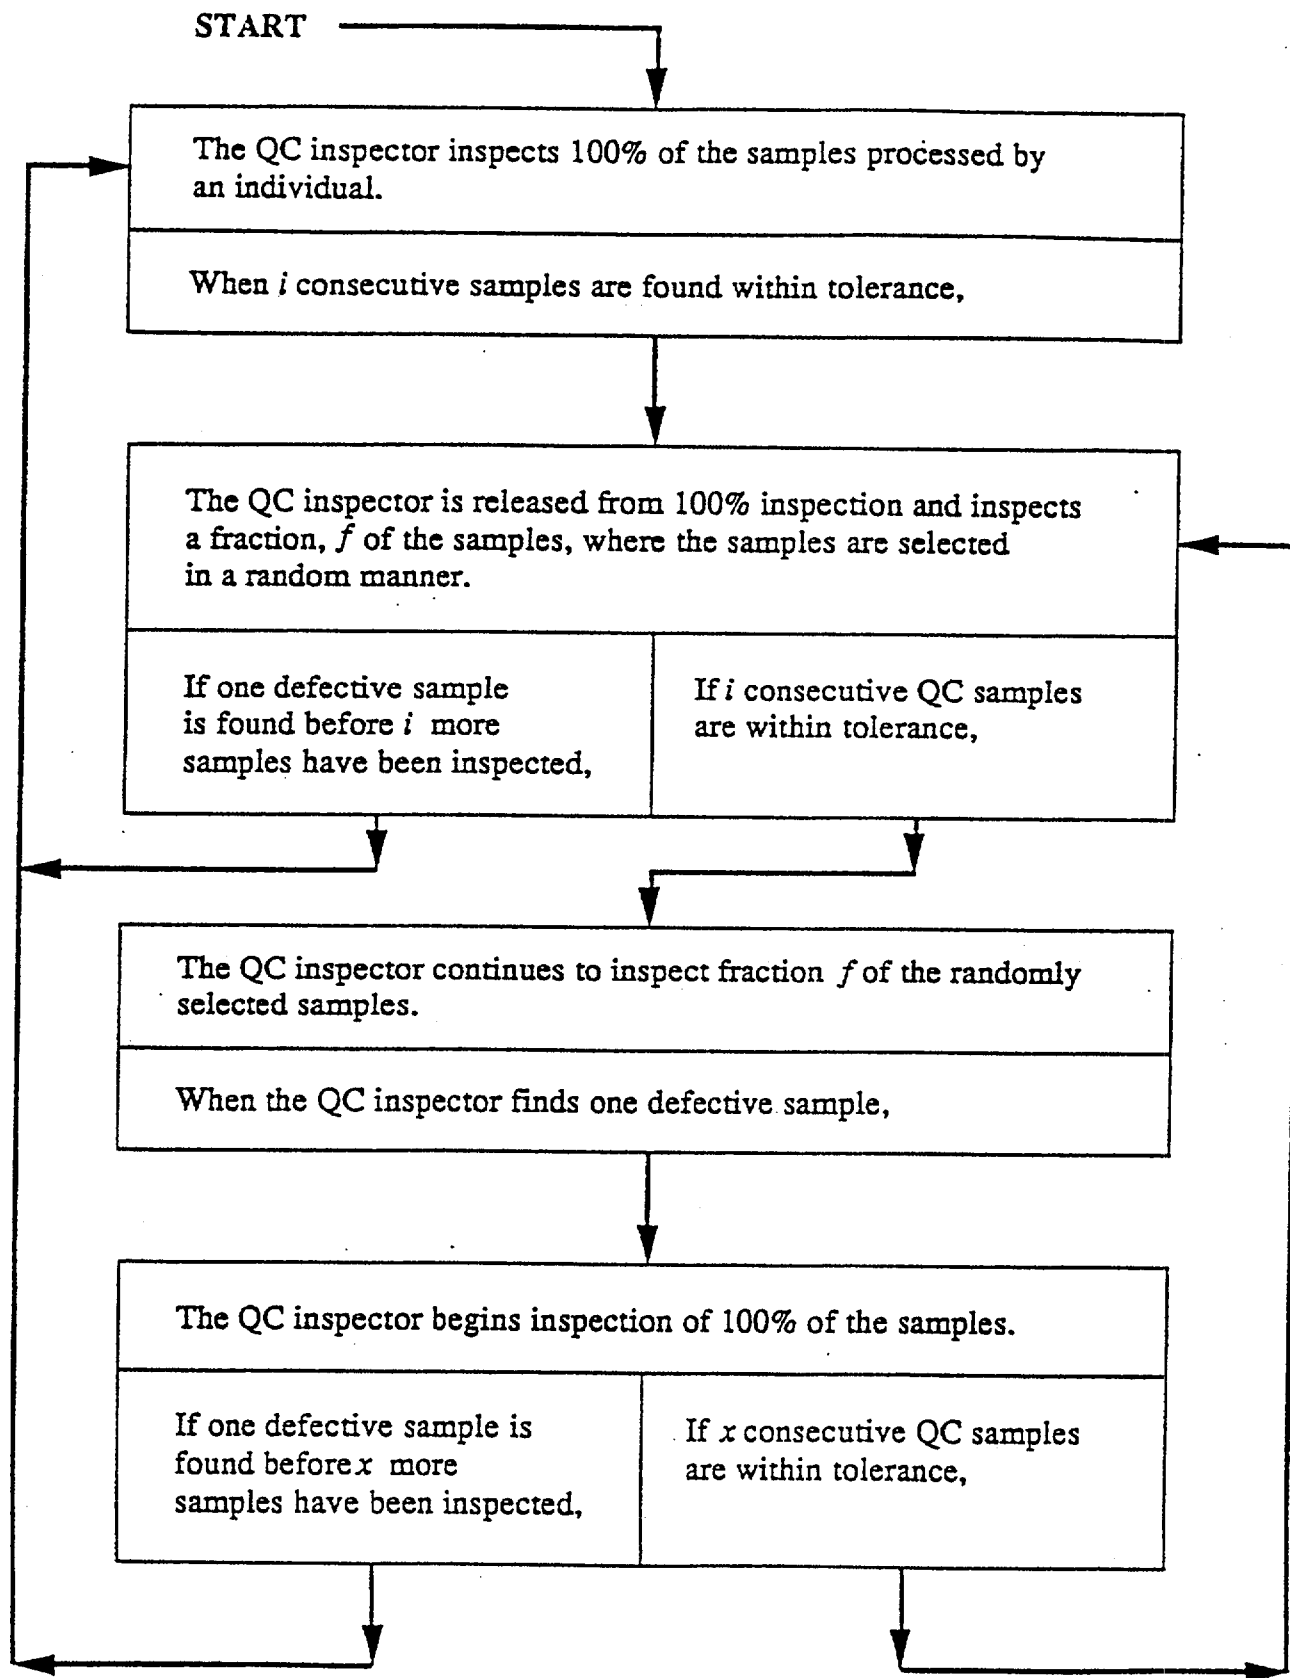 START
The QC inspector inspects 100% of the samples processed by
an individual.
When i consecutive samples are found within tolerance,
The QC inspector is released from 100% inspection and inspects
a fraction, f of the samples, where the samples are selected
in a random manner.
If one defective sample
is found before i more
samples have been inspected,
If i consecutive QC samples
are within tolerance,
The QC inspector continues to inspect fraction f of the randomly
selected samples.
When the QC inspector finds one defective sample,
The QC inspector begins inspection of 100% of the samples.
If one defective sample is
found before x more
samples have been inspected,
If x consecutive QC samples
are within tolerance,